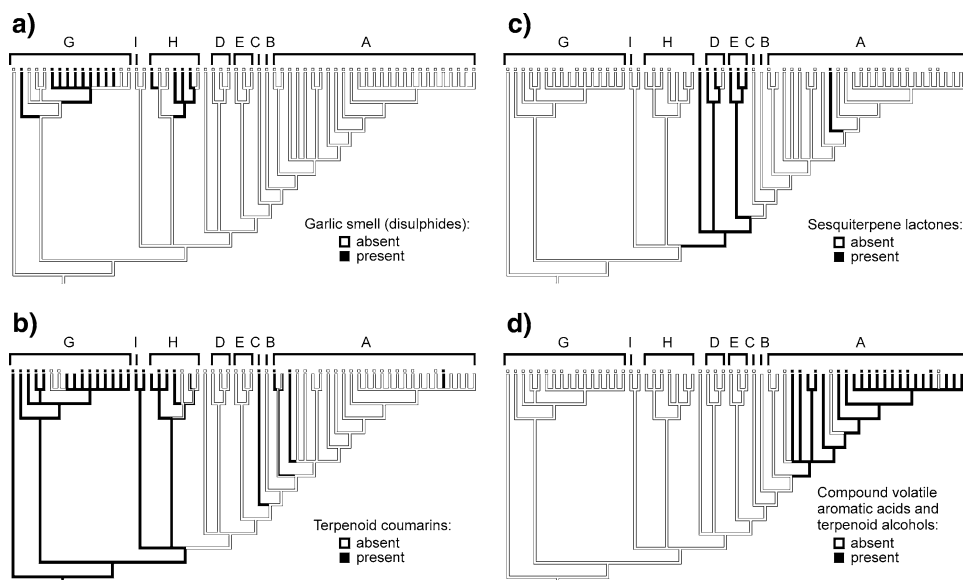 a)
G I H D E C B A
Garlic smell (disulphides):
absent
present
c)
G I H D E C B A
Sesquiterpene lactones:
absent
present
b)
G I H D E C B A
Terpenoid coumarins:
absent
present
d)
G I H D E C B A
Compound volatile
aromatic acids and
terpenoid alcohols:
absent
present